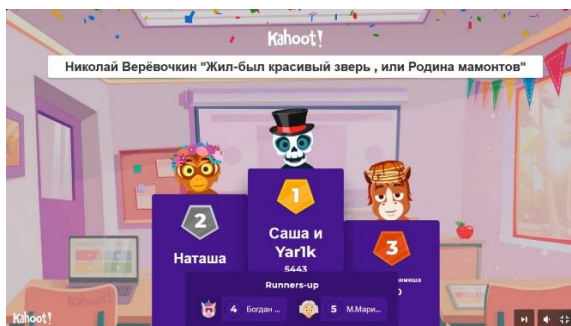 Kahoot!
Николай Верёвочкин "Жил-был красивый зверь , или Родина мамонтов"
1
2
Саша и
Yar1k
3
Наташа
5443
Runners-up
4 Богдан ...
5 М.Мари...
Kahoot!